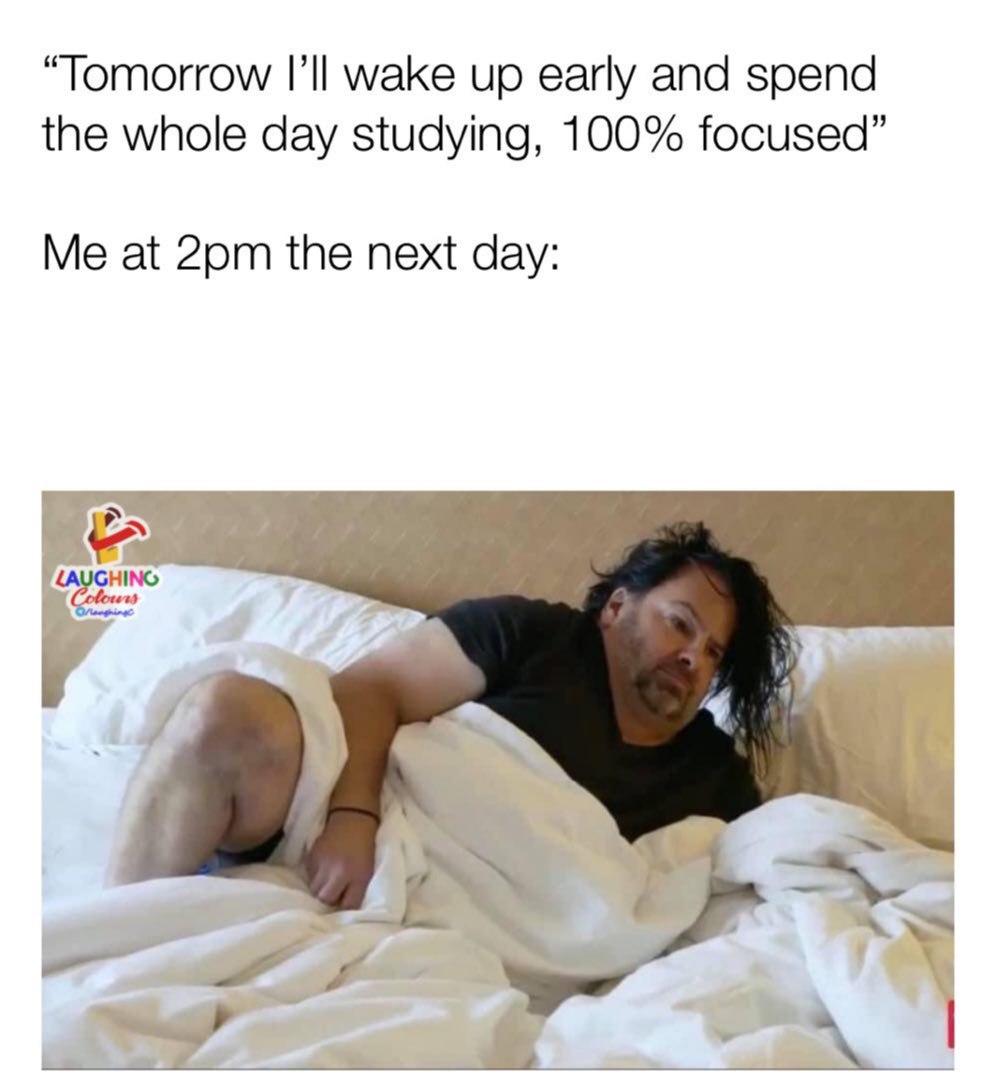 “Tomorrow I’ll wake up early and spend
the whole day studying, 100% focused”
Me at 2pm the next day:
LAUGHING
Colours